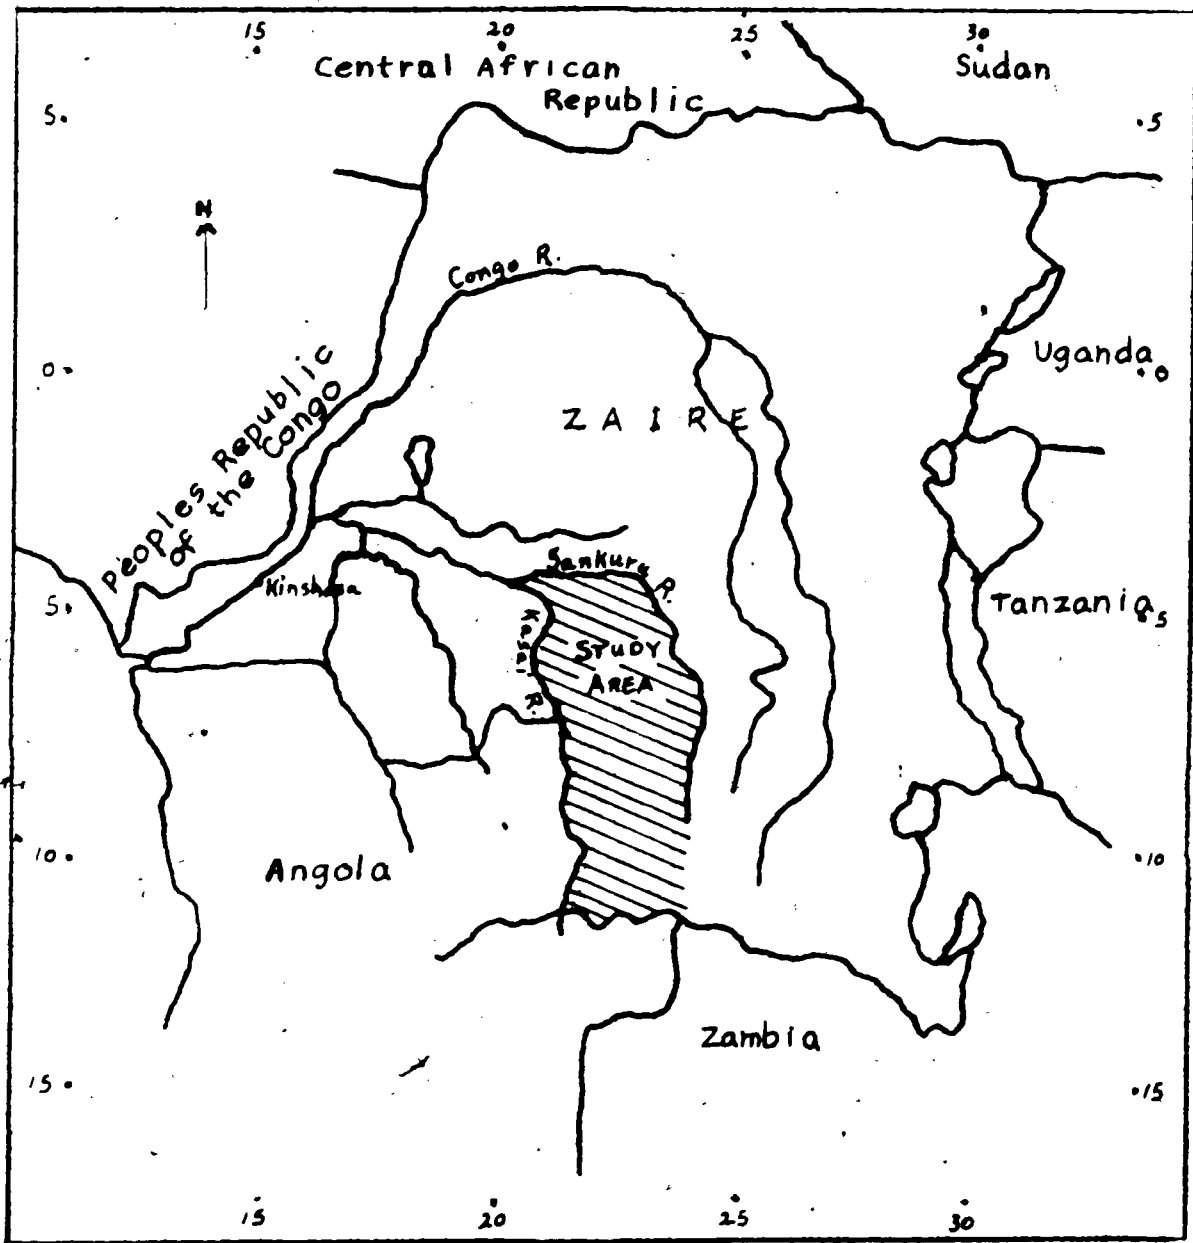 15 20 25 30
Central African
Republic
Sudan
5 5
N
Congo R.
Uganda
0 0
ZAIRE
Peoples Republic
of the Congo
Sankuru R.
Kinshasa
Kasai R.
5 5
Tanzania
STUDY
AREA
10 10
Angola
Zambia
15 15
15 20 25 30